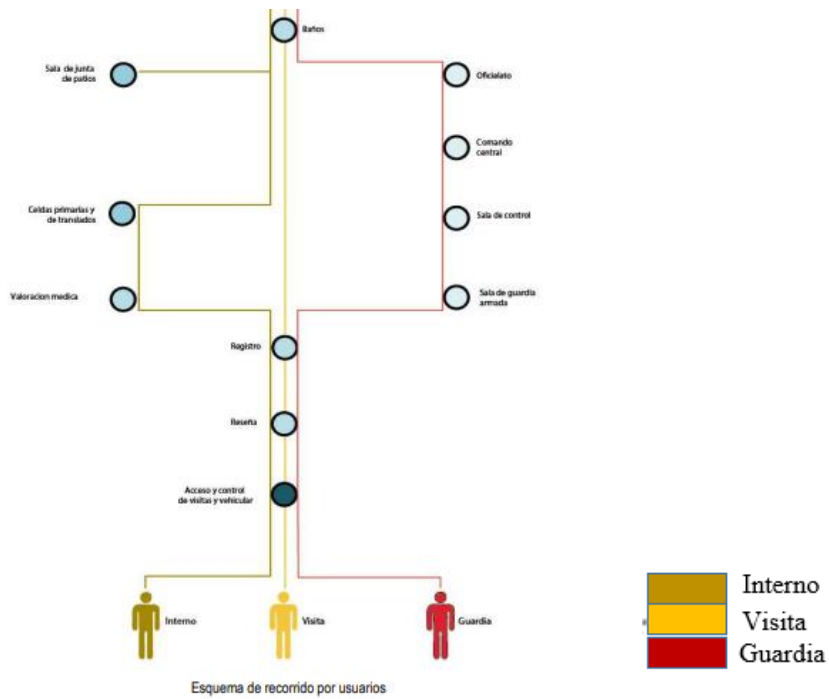 Baños
Sala de junta
de patios
Oficialato
Comando
central
Celdas primarias y
de translados
Sala de control
Valoracion medica
Sala de guardia
armada
Registro
Reseña
Acceso y control
de visitas y vehicular
Interno
Visita
Guardia
Interno
Visita
Guardia
Esquema de recorrido por usuarios